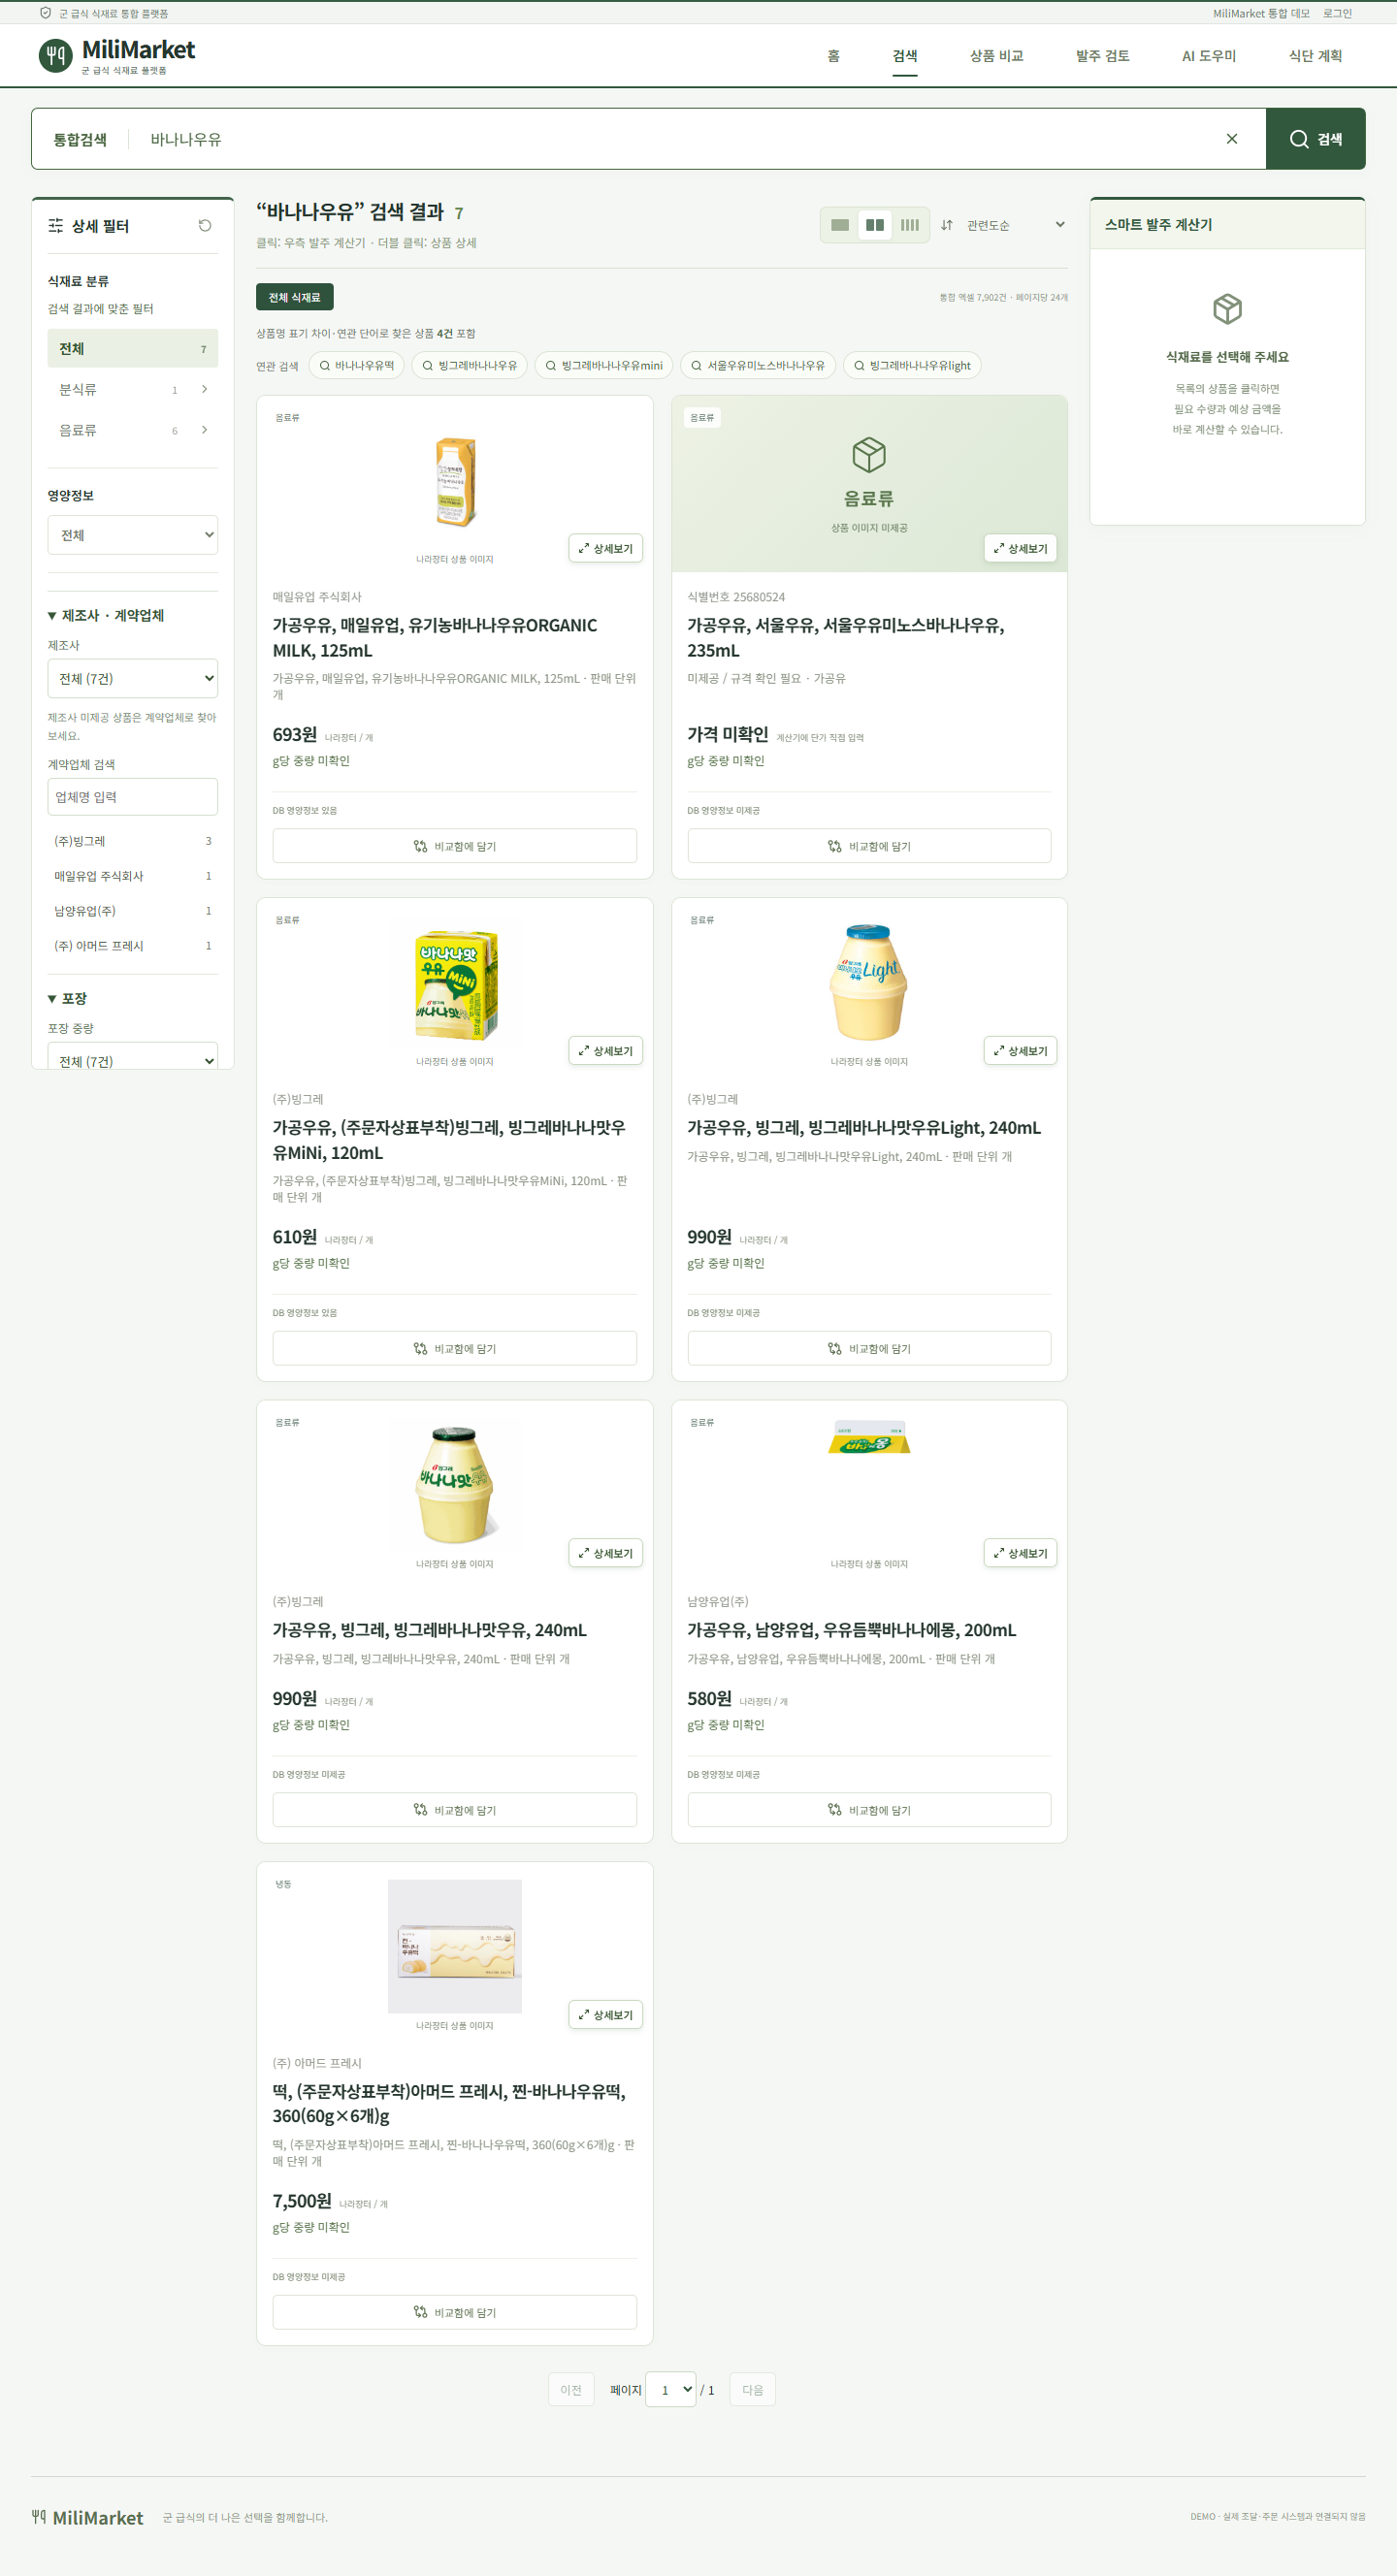 군 급식 식재료 통합 플랫폼
MiliMarket 통합 데모
로그인
MiliMarket
군 급식 식재료 플랫폼
홈
검색
상품 비교
발주 검토
AI 도우미
식단 계획
통합검색
바나나우유
검색
상세 필터
식재료 분류
검색 결과에 맞춘 필터
전체 7
분식류 1
음료류 6
영양정보
전체
▼ 제조사 · 계약업체
제조사
전체 (7건)
제조사 미제공 상품은 계약업체로 찾아
보세요.
계약업체 검색
업체명 입력
(주)빙그레 3
매일유업 주식회사 1
남양유업(주) 1
(주) 아머드 프레시 1
▼ 포장
포장 중량
전체 (7건)
“바나나우유” 검색 결과 7
클릭: 우측 발주 계산기 · 더블 클릭: 상품 상세
관련도순
전체 식재료
통합 엑셀 7,902건 · 페이지당 24개
상품명 표기 차이·연관 단어로 찾은 상품 4건 포함
연관 검색
바나나우유떡
빙그레바나나우유
빙그레바나나우유mini
서울우유미노스바나나우유
빙그레바나나우유light
음료류
나라장터 상품 이미지
상세보기
매일유업 주식회사
가공우유, 매일유업, 유기농바나나우유ORGANIC
MILK, 125mL
가공우유, 매일유업, 유기농바나나우유ORGANIC MILK, 125mL · 판매 단위
개
693원 나라장터 / 개
g당 중량 미확인
DB 영양정보 있음
비교함에 담기
음료류
음료류
상품 이미지 미제공
상세보기
식별번호 25680524
가공우유, 서울우유, 서울우유미노스바나나우유,
235mL
미제공 / 규격 확인 필요 · 가공유
가격 미확인 계산기에 단가 직접 입력
g당 중량 미확인
DB 영양정보 미제공
비교함에 담기
음료류
바나나맛
우유
MiNi
빙그레
바나나맛
나라장터 상품 이미지
상세보기
(주)빙그레
가공우유, (주문자상표부착)빙그레, 빙그레바나나맛우
유MiNi, 120mL
가공우유, (주문자상표부착)빙그레, 빙그레바나나맛우유MiNi, 120mL · 판
매 단위 개
610원 나라장터 / 개
g당 중량 미확인
DB 영양정보 있음
비교함에 담기
음료류
빙그레
Light
우유
나라장터 상품 이미지
상세보기
(주)빙그레
가공우유, 빙그레, 빙그레바나나맛우유Light, 240mL
가공우유, 빙그레, 빙그레바나나맛우유Light, 240mL · 판매 단위 개
990원 나라장터 / 개
g당 중량 미확인
DB 영양정보 미제공
비교함에 담기
음료류
빙그레
바나나맛
나라장터 상품 이미지
상세보기
(주)빙그레
가공우유, 빙그레, 빙그레바나나맛우유, 240mL
가공우유, 빙그레, 빙그레바나나맛우유, 240mL · 판매 단위 개
990원 나라장터 / 개
g당 중량 미확인
DB 영양정보 미제공
비교함에 담기
음료류
나라장터 상품 이미지
상세보기
남양유업(주)
가공우유, 남양유업, 우유듬뿍바나나에몽, 200mL
가공우유, 남양유업, 우유듬뿍바나나에몽, 200mL · 판매 단위 개
580원 나라장터 / 개
g당 중량 미확인
DB 영양정보 미제공
비교함에 담기
냉동
나라장터 상품 이미지
상세보기
(주) 아머드 프레시
떡, (주문자상표부착)아머드 프레시, 찐-바나나우유떡,
360(60g×6개)g
떡, (주문자상표부착)아머드 프레시, 찐-바나나우유떡, 360(60g×6개)g · 판
매 단위 개
7,500원 나라장터 / 개
g당 중량 미확인
DB 영양정보 미제공
비교함에 담기
스마트 발주 계산기
식재료를 선택해 주세요
목록의 상품을 클릭하면
필요 수량과 예상 금액을
바로 계산할 수 있습니다.
이전
페이지 1 / 1
다음
MiliMarket
군 급식의 더 나은 선택을 함께합니다.
DEMO · 실제 조달·주문 시스템과 연결되지 않음